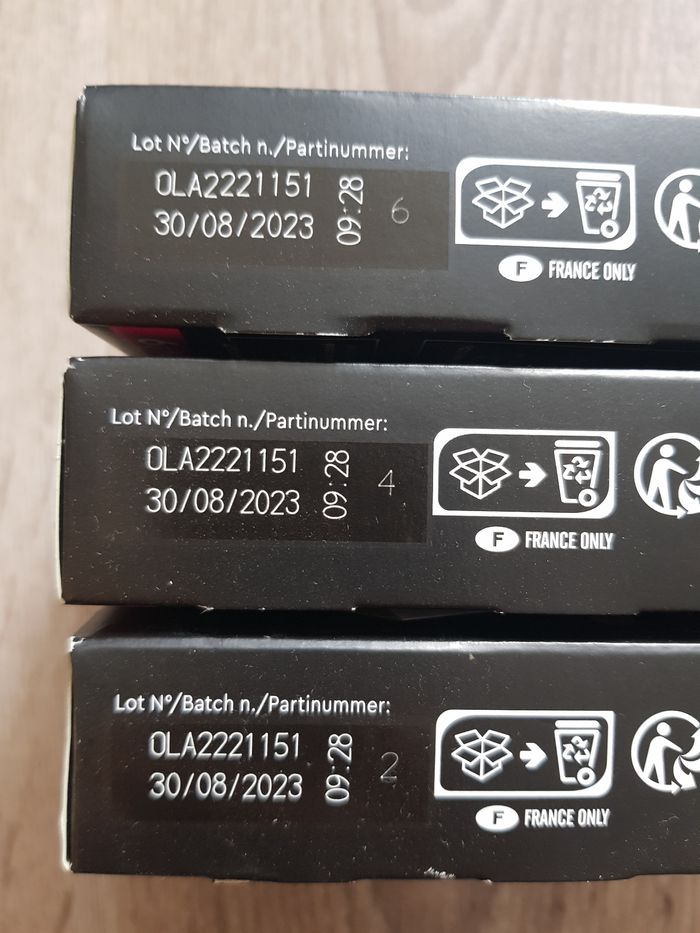 Lot N°/Batch n./Partinummer:
OLA2221151
30/08/2023
09:28
6
F FRANCE ONLY
Lot N°/Batch n./Partinummer:
OLA2221151
30/08/2023
09:28
4
F FRANCE ONLY
Lot N°/Batch n./Partinummer:
OLA2221151
30/08/2023
09:28
2
F FRANCE ONLY